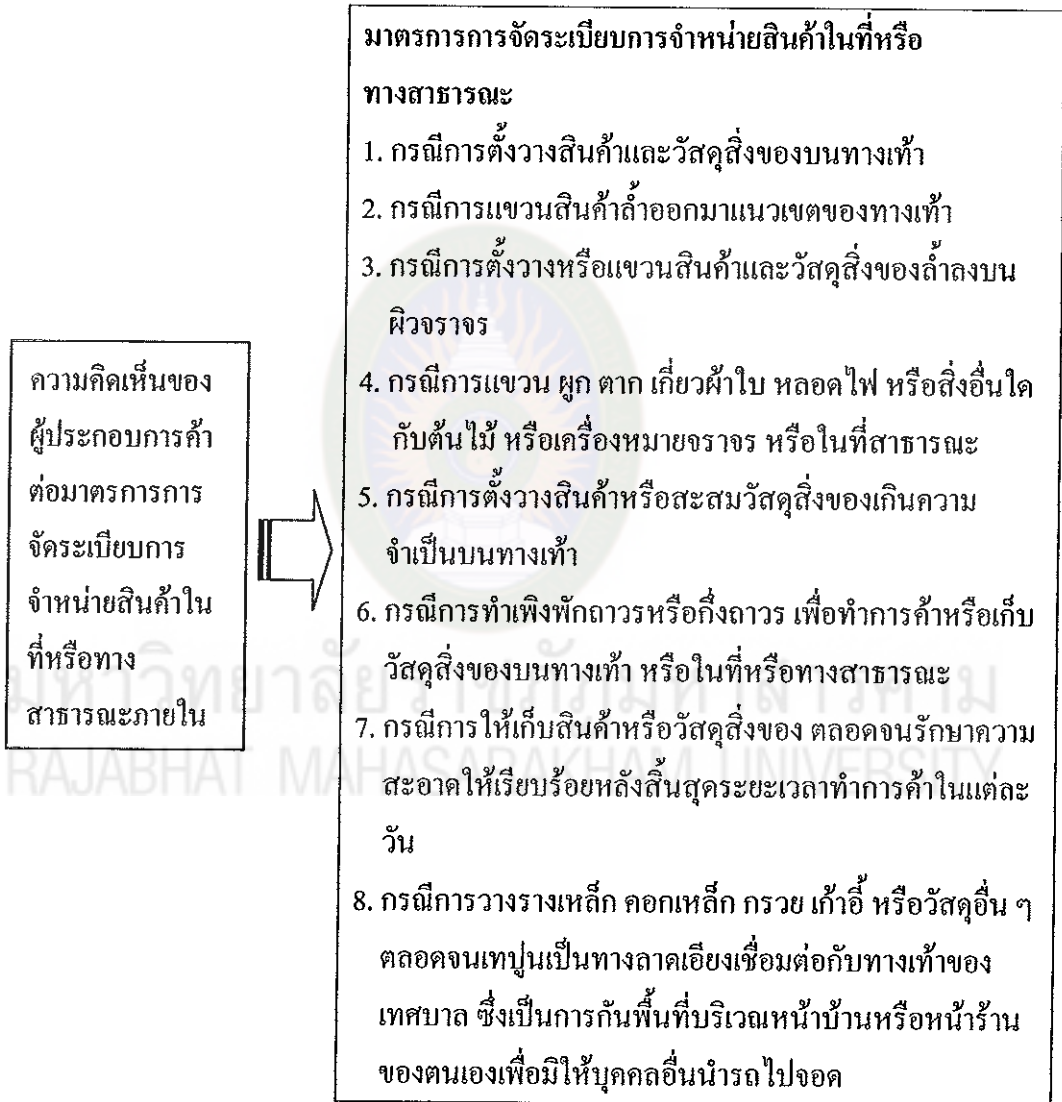 ความคิดเห็นของ
ผู้ประกอบการค้า
ต่อมาตรการการ
จัดระเบียบการ
จำหน่ายสินค้าใน
ที่หรือทาง
สาธารณะภายใน
มาตรการการจัดระเบียบการจำหน่ายสินค้าในที่หรือ
ทางสาธารณะ
1. กรณีการตั้งวางสินค้าและวัสดุสิ่งของบนทางเท้า
2. กรณีการแขวนสินค้าล้ำออกมาแนวเขตของทางเท้า
3. กรณีการตั้งวางหรือแขวนสินค้าและวัสดุสิ่งของล้ำลงบน
ผิวจราจร
4. กรณีการแขวน ผูก ตาก เกี่ยวผ้าใบ หลอดไฟ หรือสิ่งอื่นใด
กับต้นไม้ หรือเครื่องหมายจราจร หรือในที่สาธารณะ
5. กรณีการตั้งวางสินค้าหรือสะสมวัสดุสิ่งของเกินความ
จำเป็นบนทางเท้า
6. กรณีการทำเพิงพักถาวรหรือกึ่งถาวร เพื่อทำการค้าหรือเก็บ
วัสดุสิ่งของบนทางเท้า หรือในที่หรือทางสาธารณะ
7. กรณีการให้เก็บสินค้าหรือวัสดุสิ่งของ ตลอดจนรักษาความ
สะอาดให้เรียบร้อยหลังสิ้นสุดระยะเวลาทำการค้าในแต่ละ
วัน
8. กรณีการวางรางเหล็ก คอกเหล็ก กรวย เก้าอี้ หรือวัสดุอื่น ๆ
ตลอดจนเทปูนเป็นทางลาดเอียงเชื่อมต่อกับทางเท้าของ
เทศบาล ซึ่งเป็นการกันพื้นที่บริเวณหน้าบ้านหรือหน้าร้าน
ของตนเองเพื่อมิให้บุคคลอื่นนำรถไปจอด
มหาวิทยาลัยราชภัฏมหาสารคาม
RAJABHAT MAHASARAKHAM UNIVERSITY